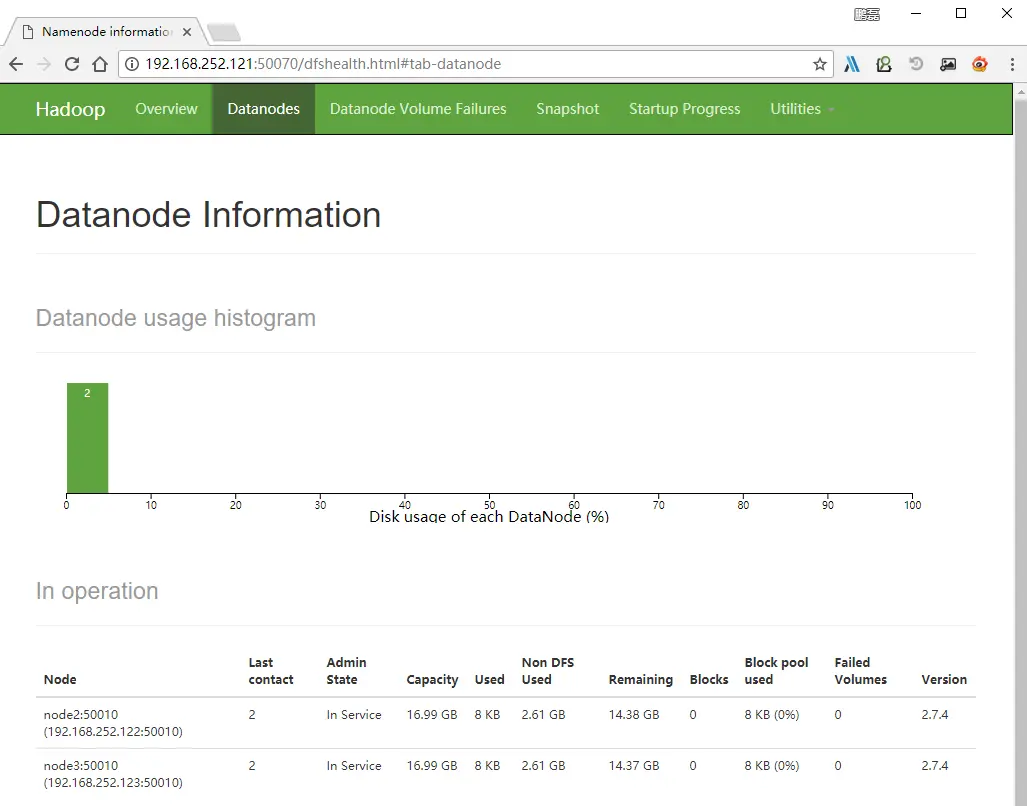 鹏磊
Namenode informatio
192.168.252.121:50070/dfshealth.html#tab-datanode
Hadoop Overview Datanodes Datanode Volume Failures Snapshot Startup Progress Utilities
Datanode Information
Datanode usage histogram
2
0 10 20 30 40 50 60 70 80 90 100
Disk usage of each DataNode (%)
In operation
Node Last contact Admin State Capacity Used Non DFS Used Remaining Blocks Block pool used Failed Volumes Version
node2:50010 2 In Service 16.99 GB 8 KB 2.61 GB 14.38 GB 0 8 KB (0%) 0 2.7.4
(192.168.252.122:50010)
node3:50010 2 In Service 16.99 GB 8 KB 2.61 GB 14.37 GB 0 8 KB (0%) 0 2.7.4
(192.168.252.123:50010)